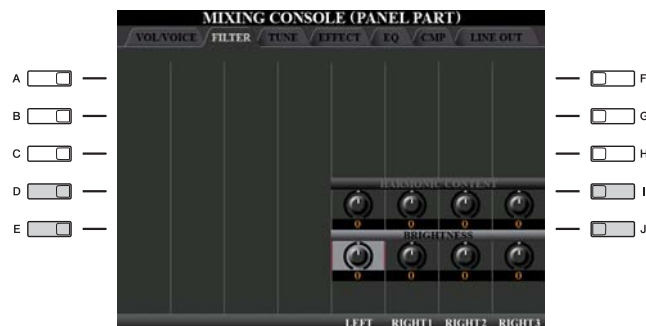 MIXING CONSOLE (PANEL PART)
VOL/VOICE FILTER TUNE EFFECT EQ CMP LINE OUT
A F
B G
C H
D I
E J
HARMONIC CONTENT
0 0 0 0
BRIGHTNESS
0 0 0 0
LEFT RIGHT1 RIGHT2 RIGHT3